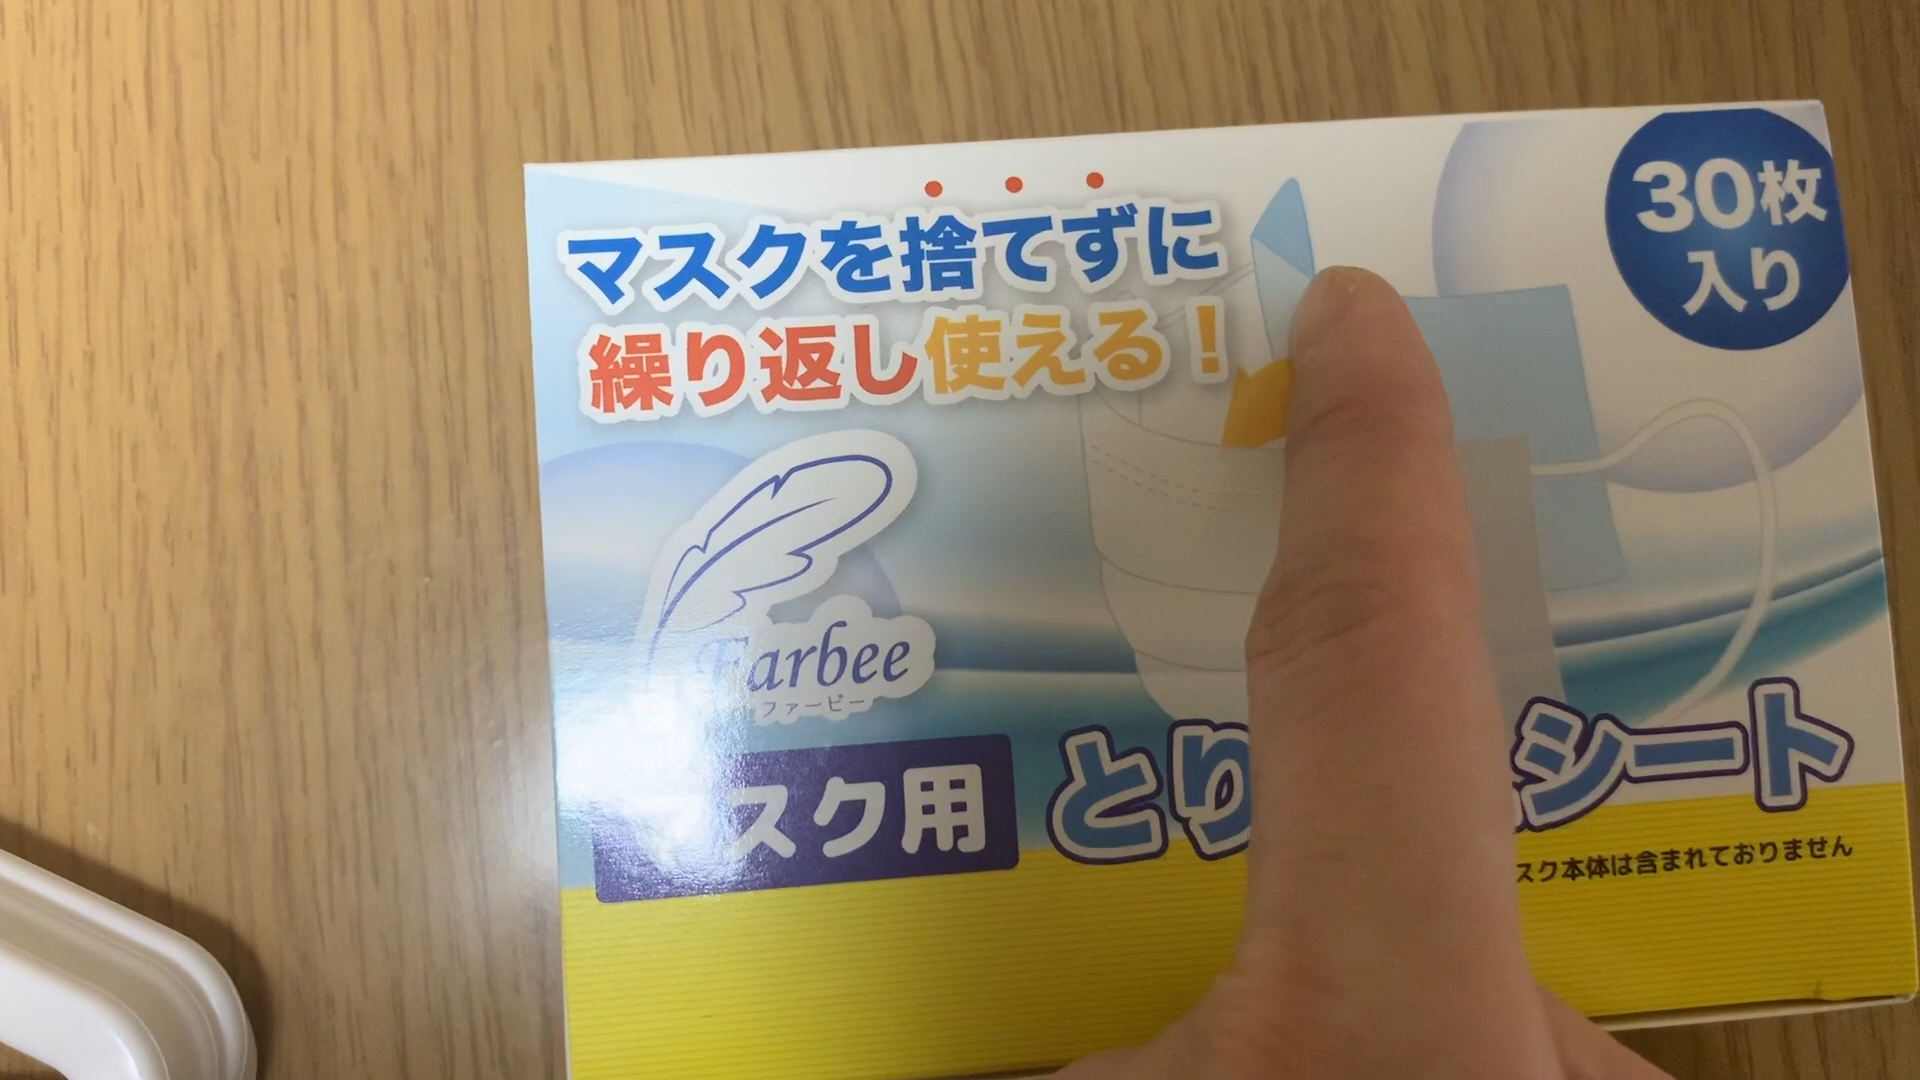 マスクを捨てずに
繰り返し使える！
30枚
入り
Farbee
ファービー
スク用 とり シート
スク本体は含まれておりません